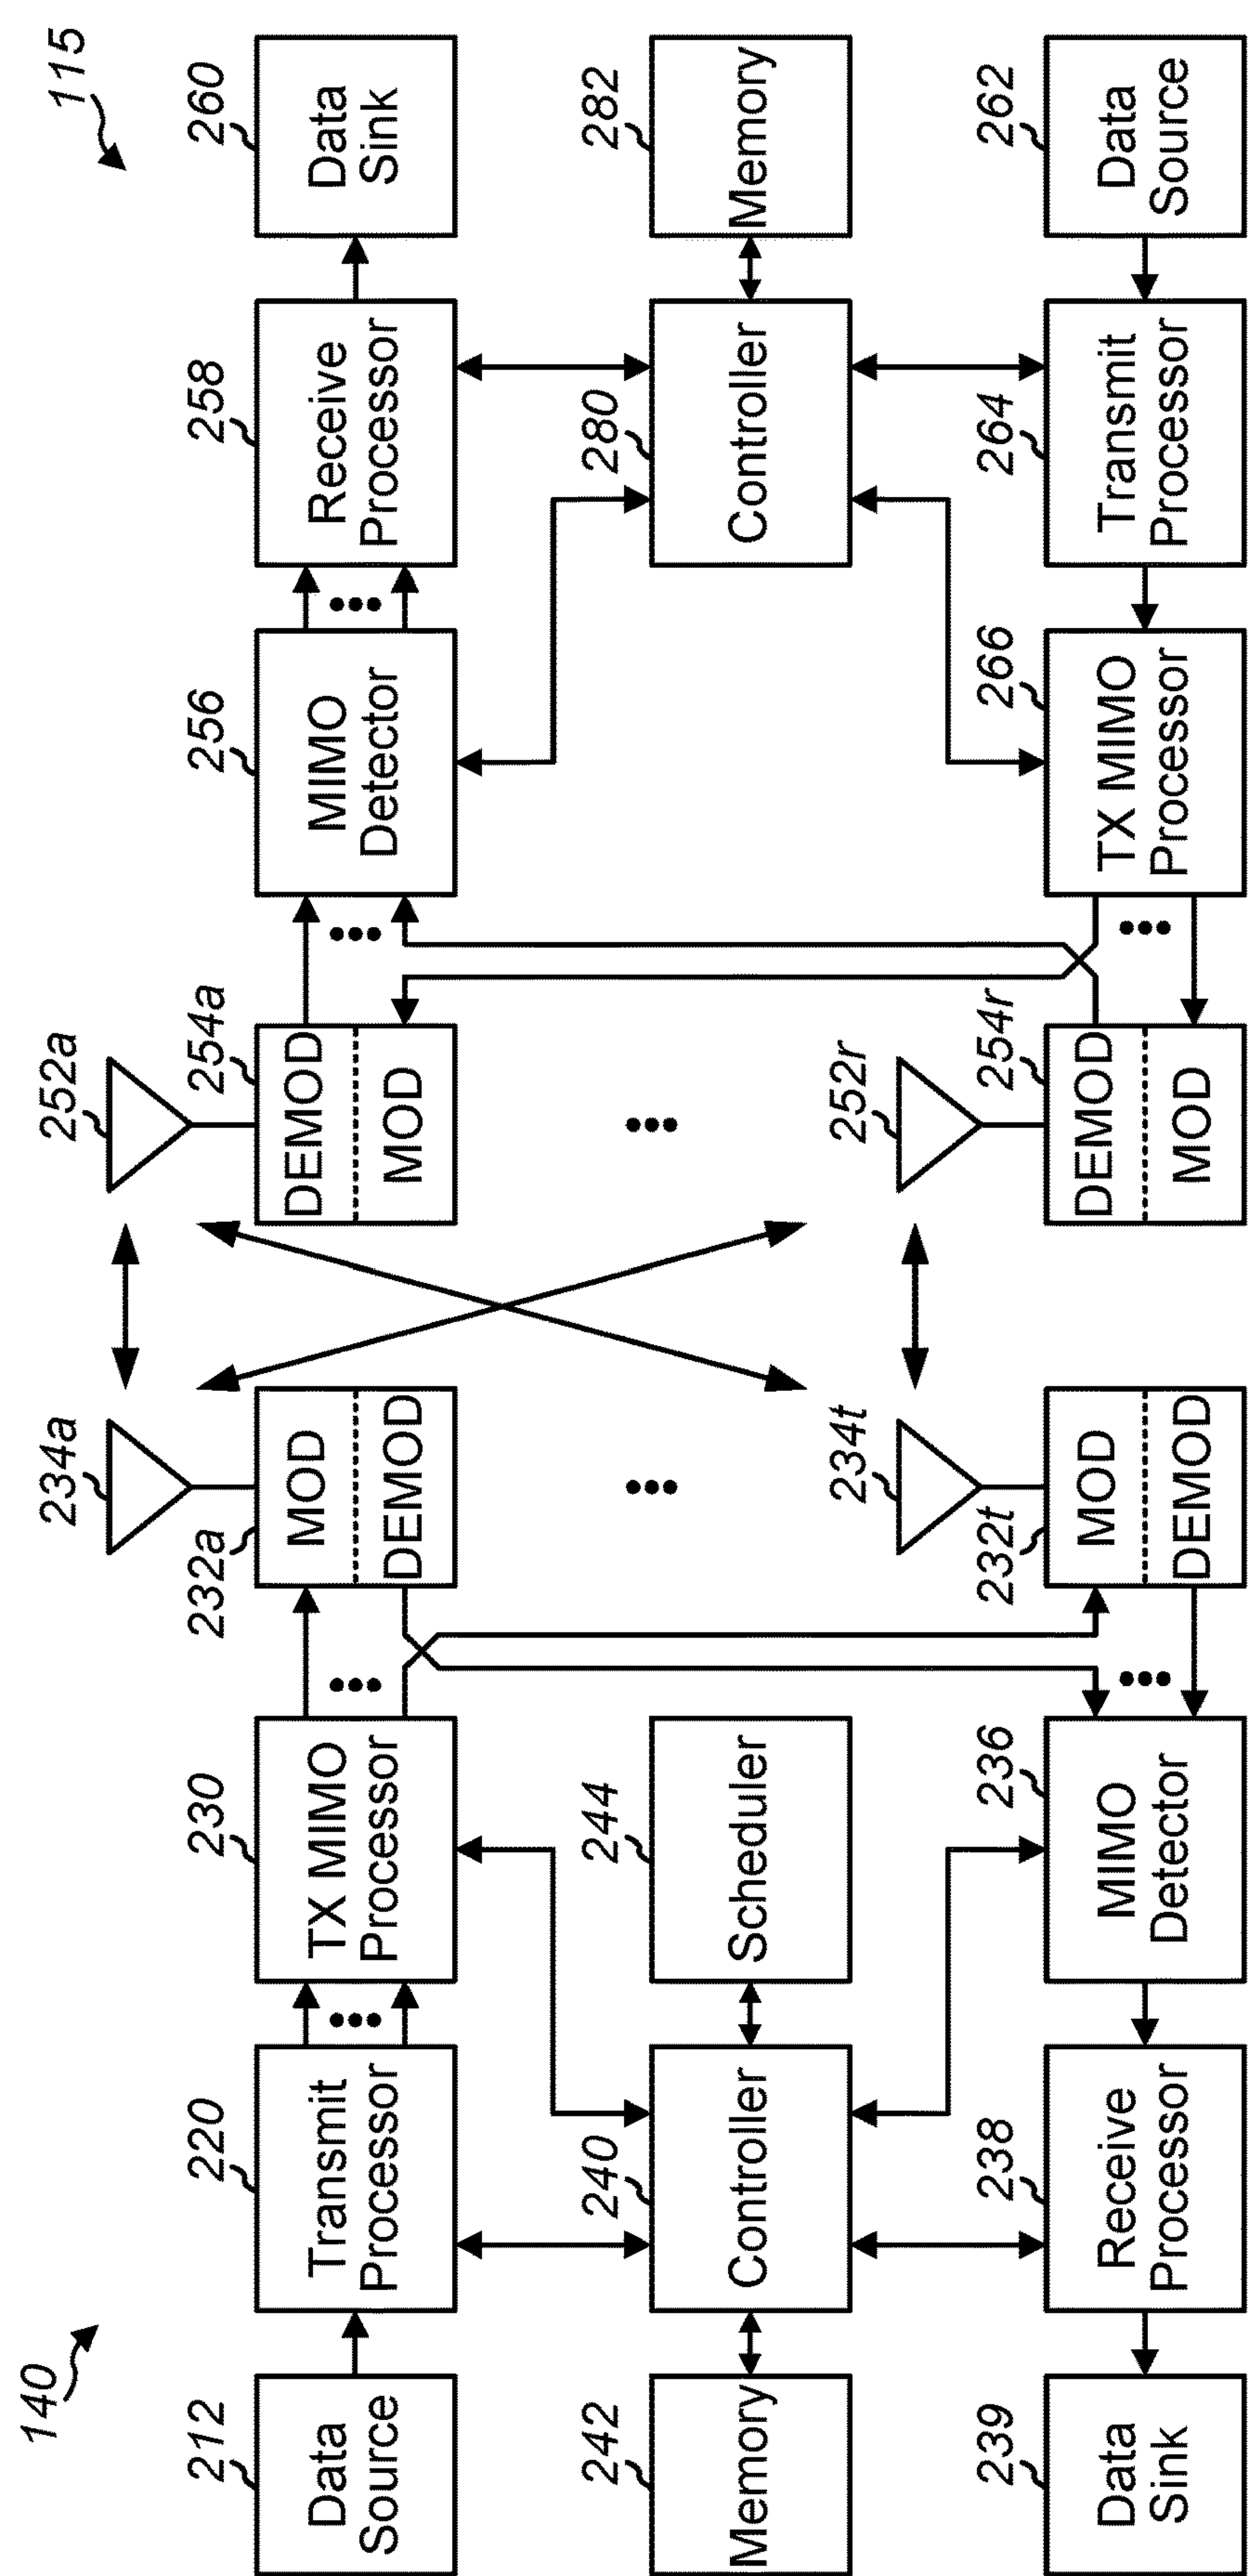 140
115
234a
252a
212
220
230
232a
254a
256
258
260
Data
Source
Transmit
Processor
TX MIMO
Processor
MOD
DEMOD
DEMOD
MOD
MIMO
Detector
Receive
Processor
Data
Sink
242
240
244
280
282
Memory
Controller
Scheduler
Controller
Memory
234t
252r
239
238
236
232t
254r
266
264
262
Data
Sink
Receive
Processor
MIMO
Detector
MOD
DEMOD
DEMOD
MOD
TX MIMO
Processor
Transmit
Processor
Data
Source